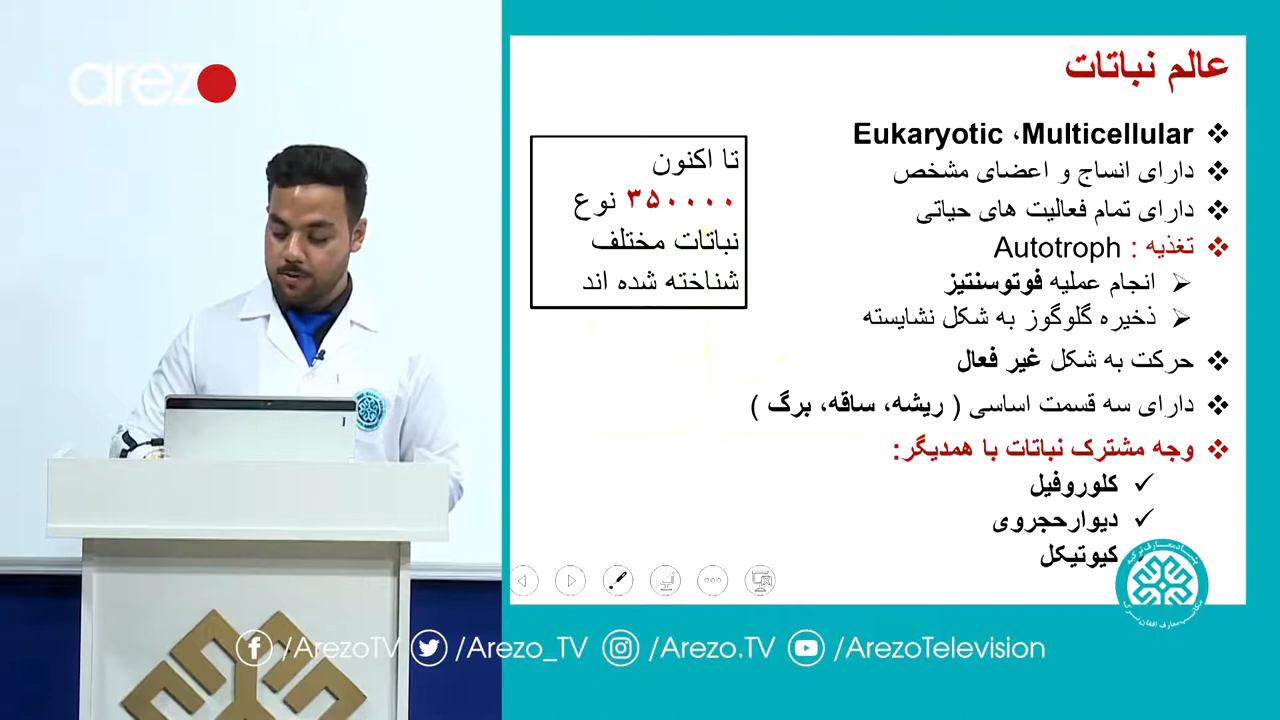 arezo
عالم نباتات
Eukaryotic ،Multicellular
دارای انساج و اعضای مشخص
دارای تمام فعالیت های حیاتی
تغذیه : Autotroph
انجام عملیه فوتوسنتیز
ذخیره گلوگوز به شکل نشایسته
حرکت به شکل غیر فعال
دارای سه قسمت اساسی ( ریشه، ساقه، برگ )
وجه مشترک نباتات با همدیگر:
کلوروفیل
دیوارحجروی
کیوتیکل
تا اکنون
۳۵۰۰۰۰ نوع
نباتات مختلف
شناخته شده اند
/ArezoTV /Arezo_TV /Arezo.TV /ArezoTelevision